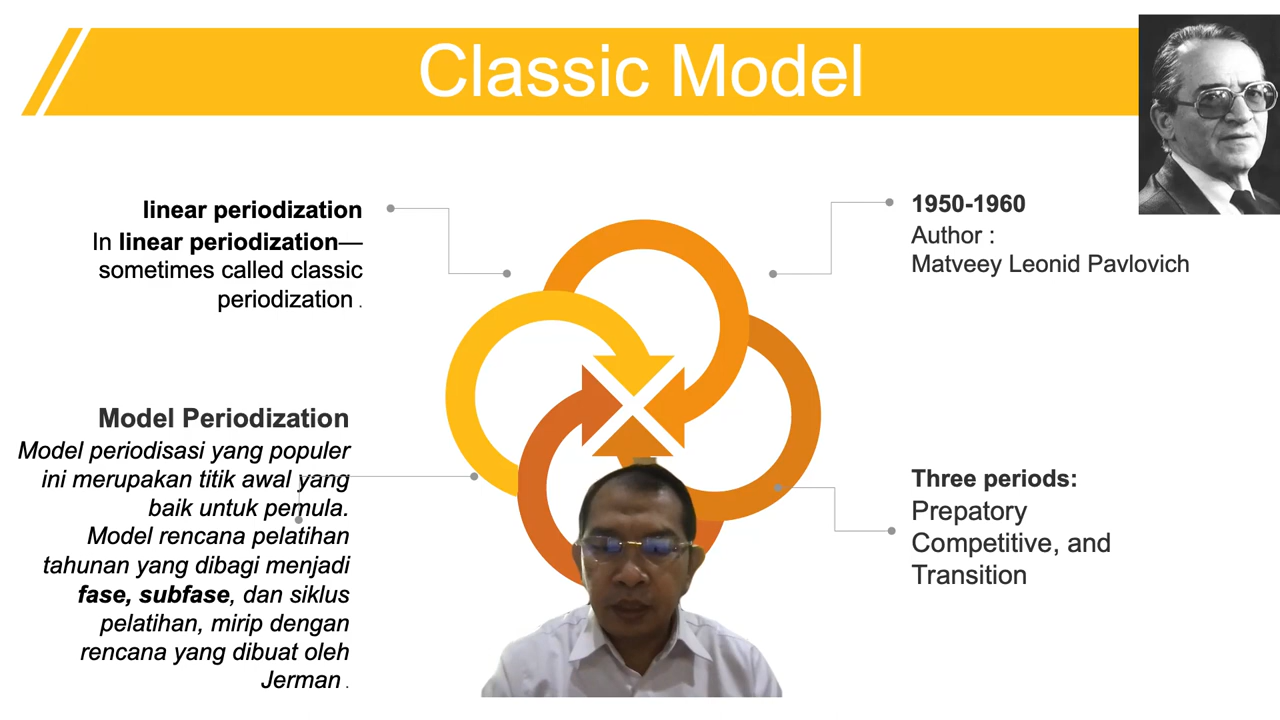 Classic Model
linear periodization
In linear periodization—
sometimes called classic
periodization .
1950-1960
Author :
Matveey Leonid Pavlovich
Model Periodization
Model periodisasi yang populer
ini merupakan titik awal yang
baik untuk pemula.
Model rencana pelatihan
tahunan yang dibagi menjadi
fase, subfase, dan siklus
pelatihan, mirip dengan
rencana yang dibuat oleh
Jerman .
Three periods:
Prepatory
Competitive, and
Transition